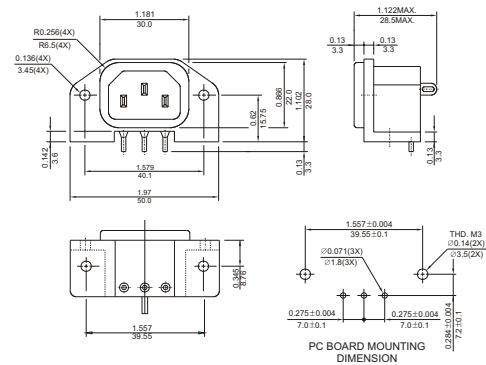 1.181
30.0
R0.256(4X)
R6.5(4X)
0.136(4X)
3.45(4X)
0.142
3.6
0.62
15.75
0.866
22.0
1.102
28.0
0.13
3.3
1.579
40.1
1.97
50.0
1.122MAX.
28.5MAX.
0.13
3.3
0.13
3.3
0.13
3.3
0.345
8.76
1.557
39.55
1.557±0.004
39.55±0.1
THD. M3
∅0.14(2X)
∅3.5(2X)
∅0.071(3X)
∅1.8(3X)
0.275±0.004
7.0±0.1
0.275±0.004
7.0±0.1
0.284±0.004
7.2±0.1
PC BOARD MOUNTING
DIMENSION